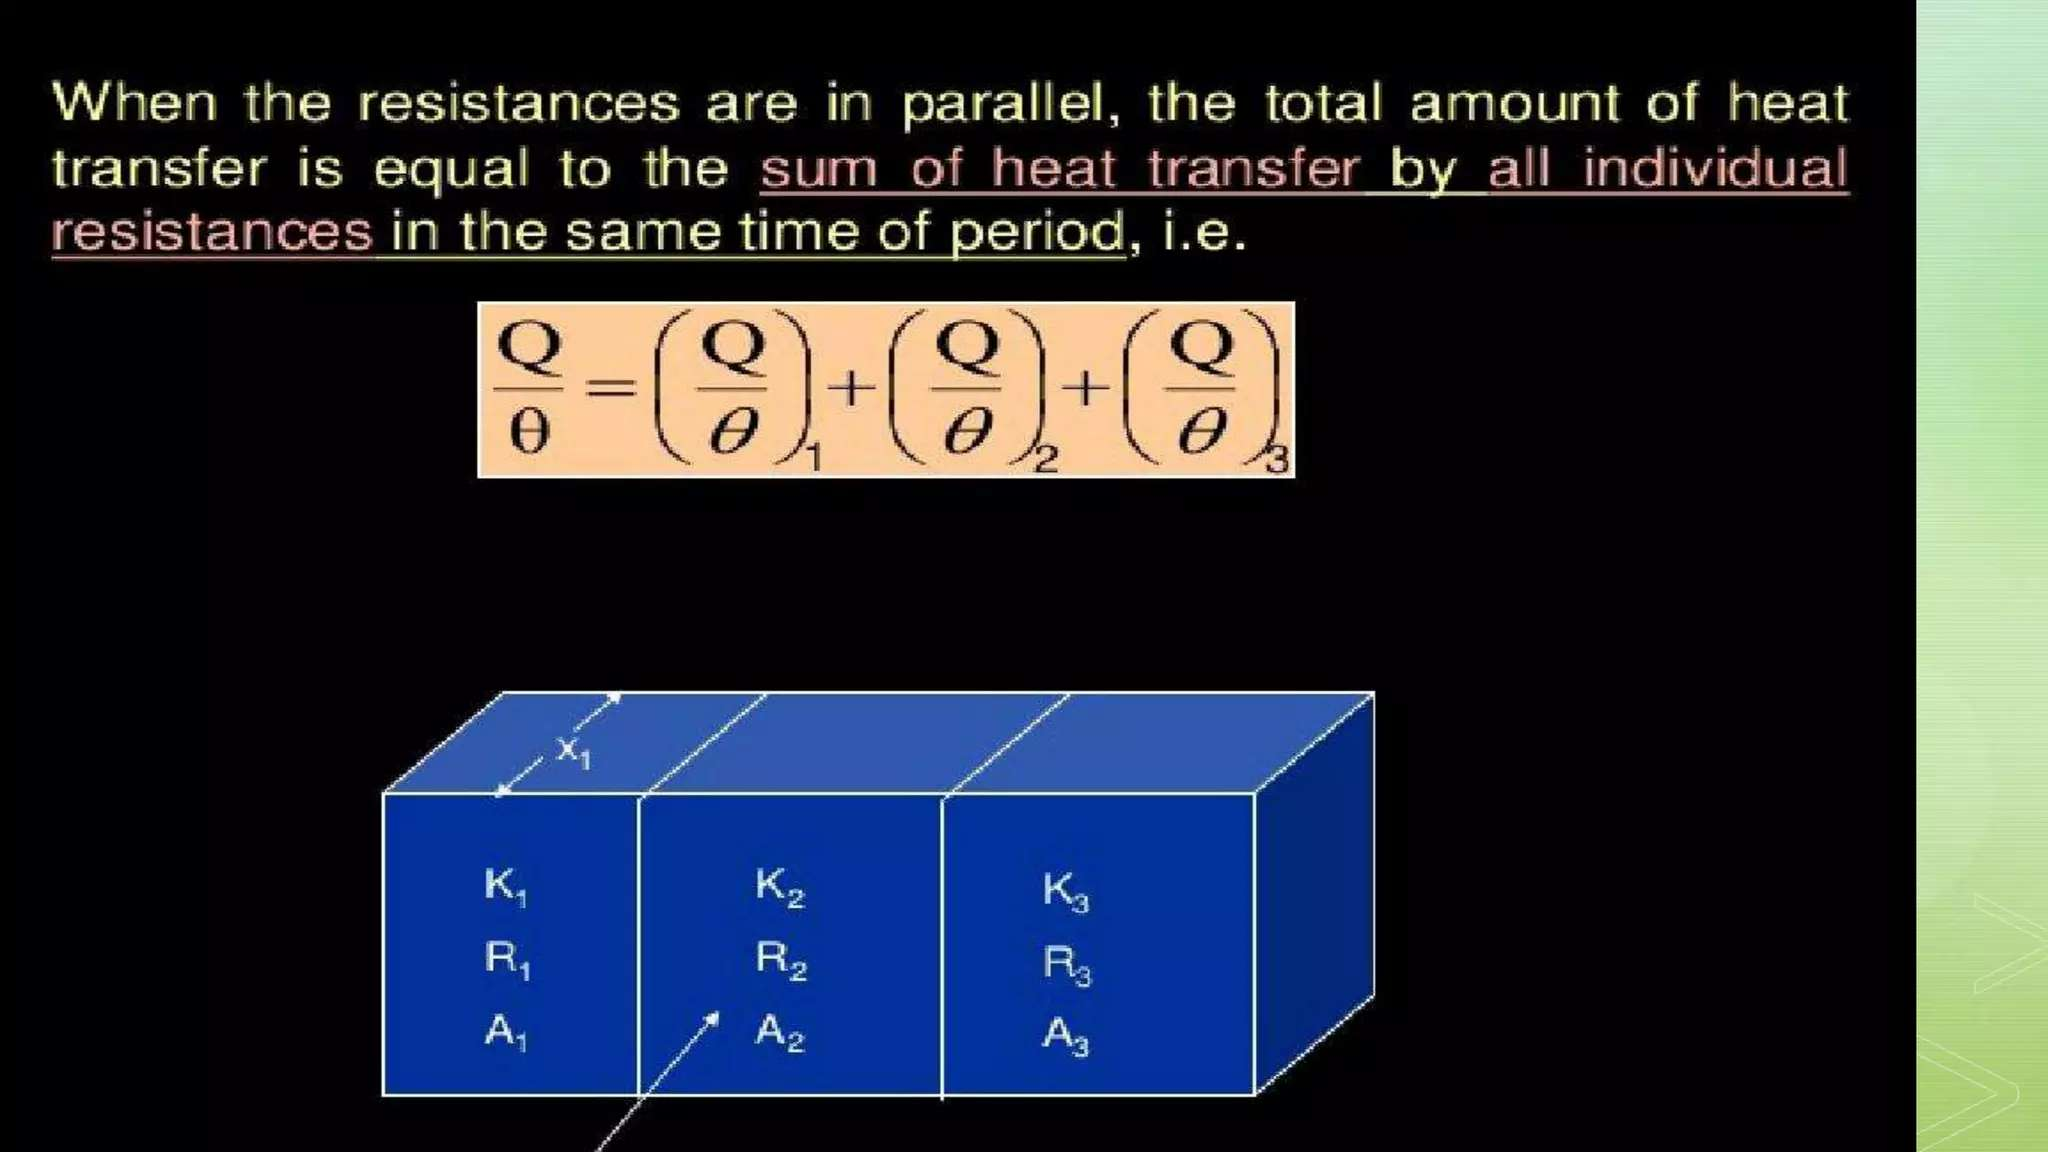 When the resistances are in parallel, the total amount of heat
transfer is equal to the sum of heat transfer by all individual
resistances in the same time of period, i.e.
Q/θ = (Q/θ)₁ + (Q/θ)₂ + (Q/θ)₃
x₁
K₁ K₂ K₃
R₁ R₂ R₃
A₁ A₂ A₃